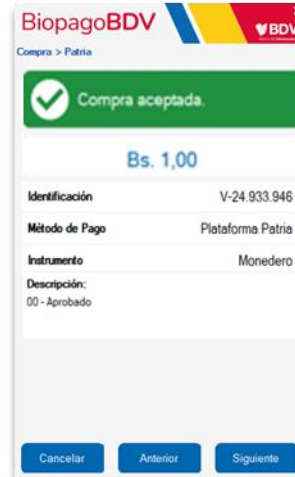 BiopagoBDV
BDV
Compra > Patria
Compra aceptada.
Bs. 1,00
Identificación V-24.933.946
Método de Pago Plataforma Patria
Instrumento Monedero
Descripción:
00 - Aprobado
Cancelar Anterior Siguiente